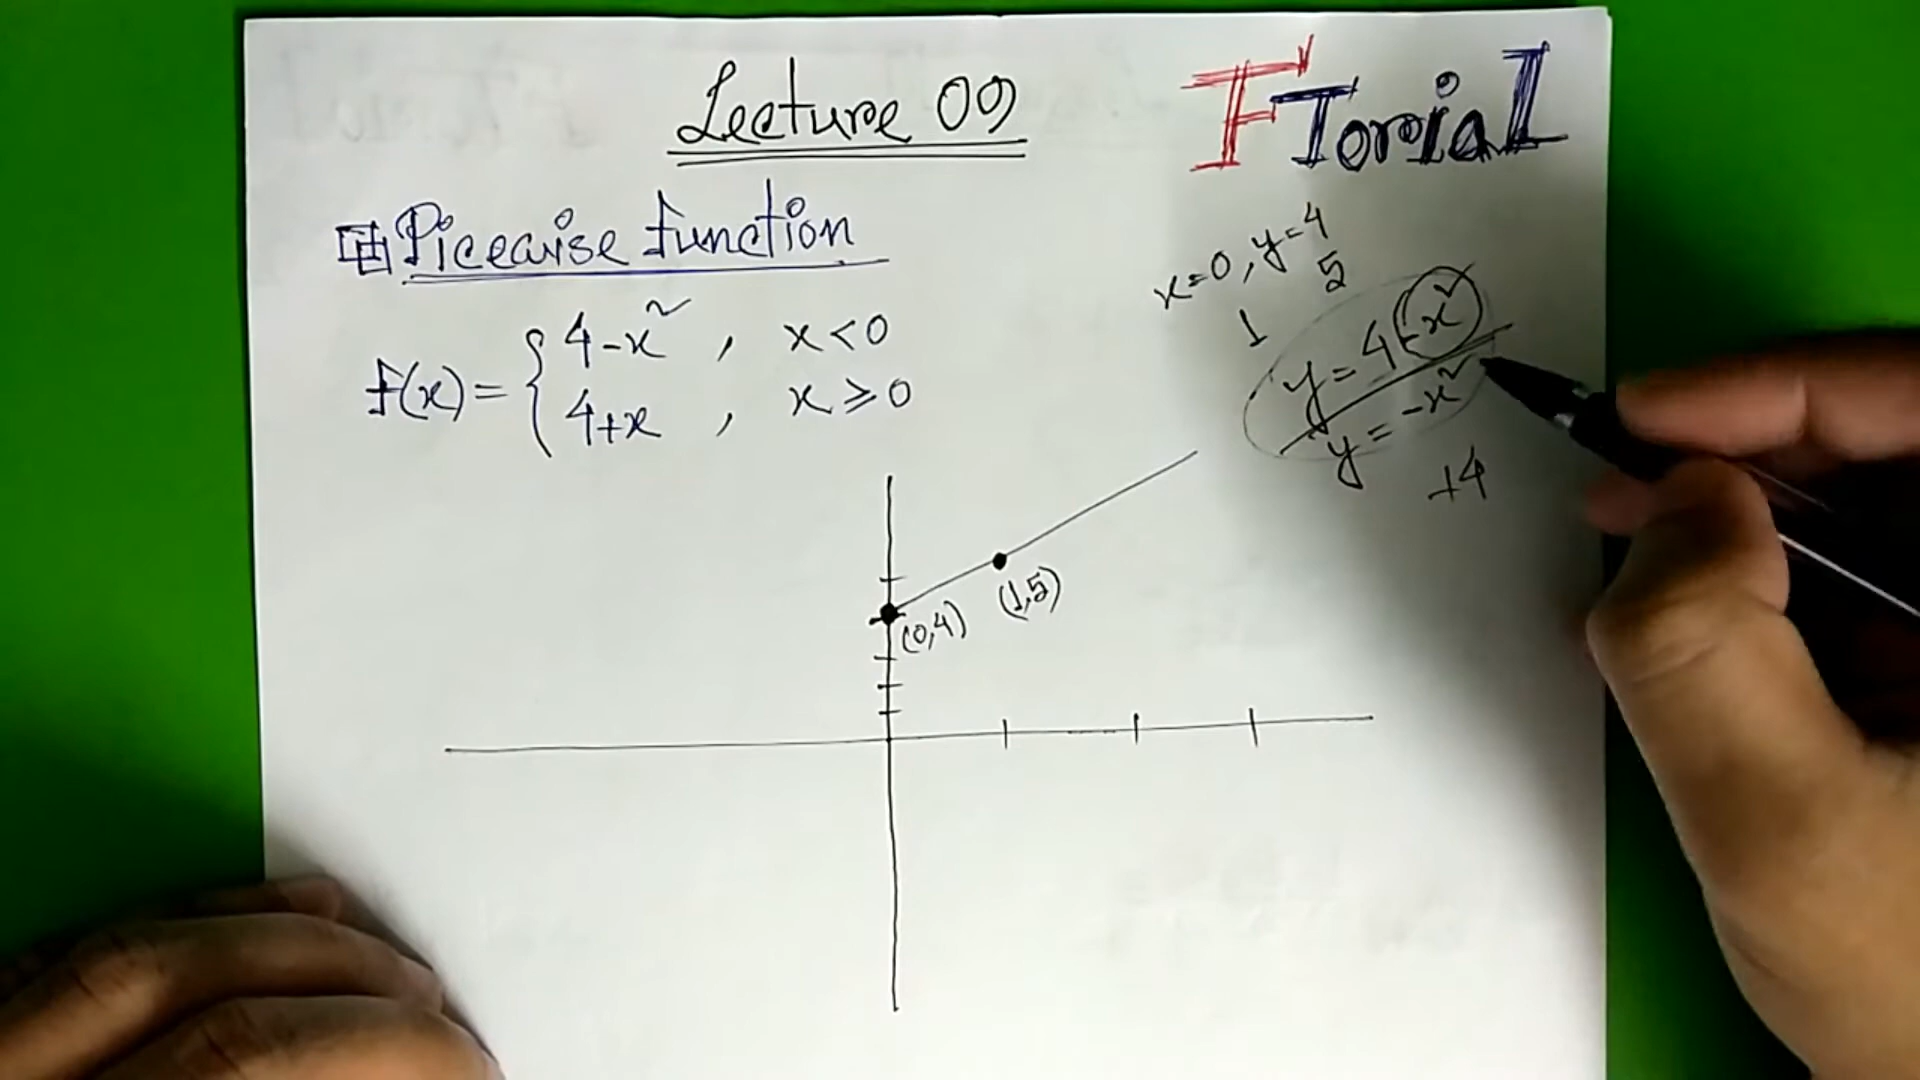 Lecture 09
FTorial
Picewise function
f(x) = { 4-x² , x<0
4+x , x ≥ 0
x=0, y=4
1 5
y = 4-x²
y = -x²
+4
(0,4)
(1,5)